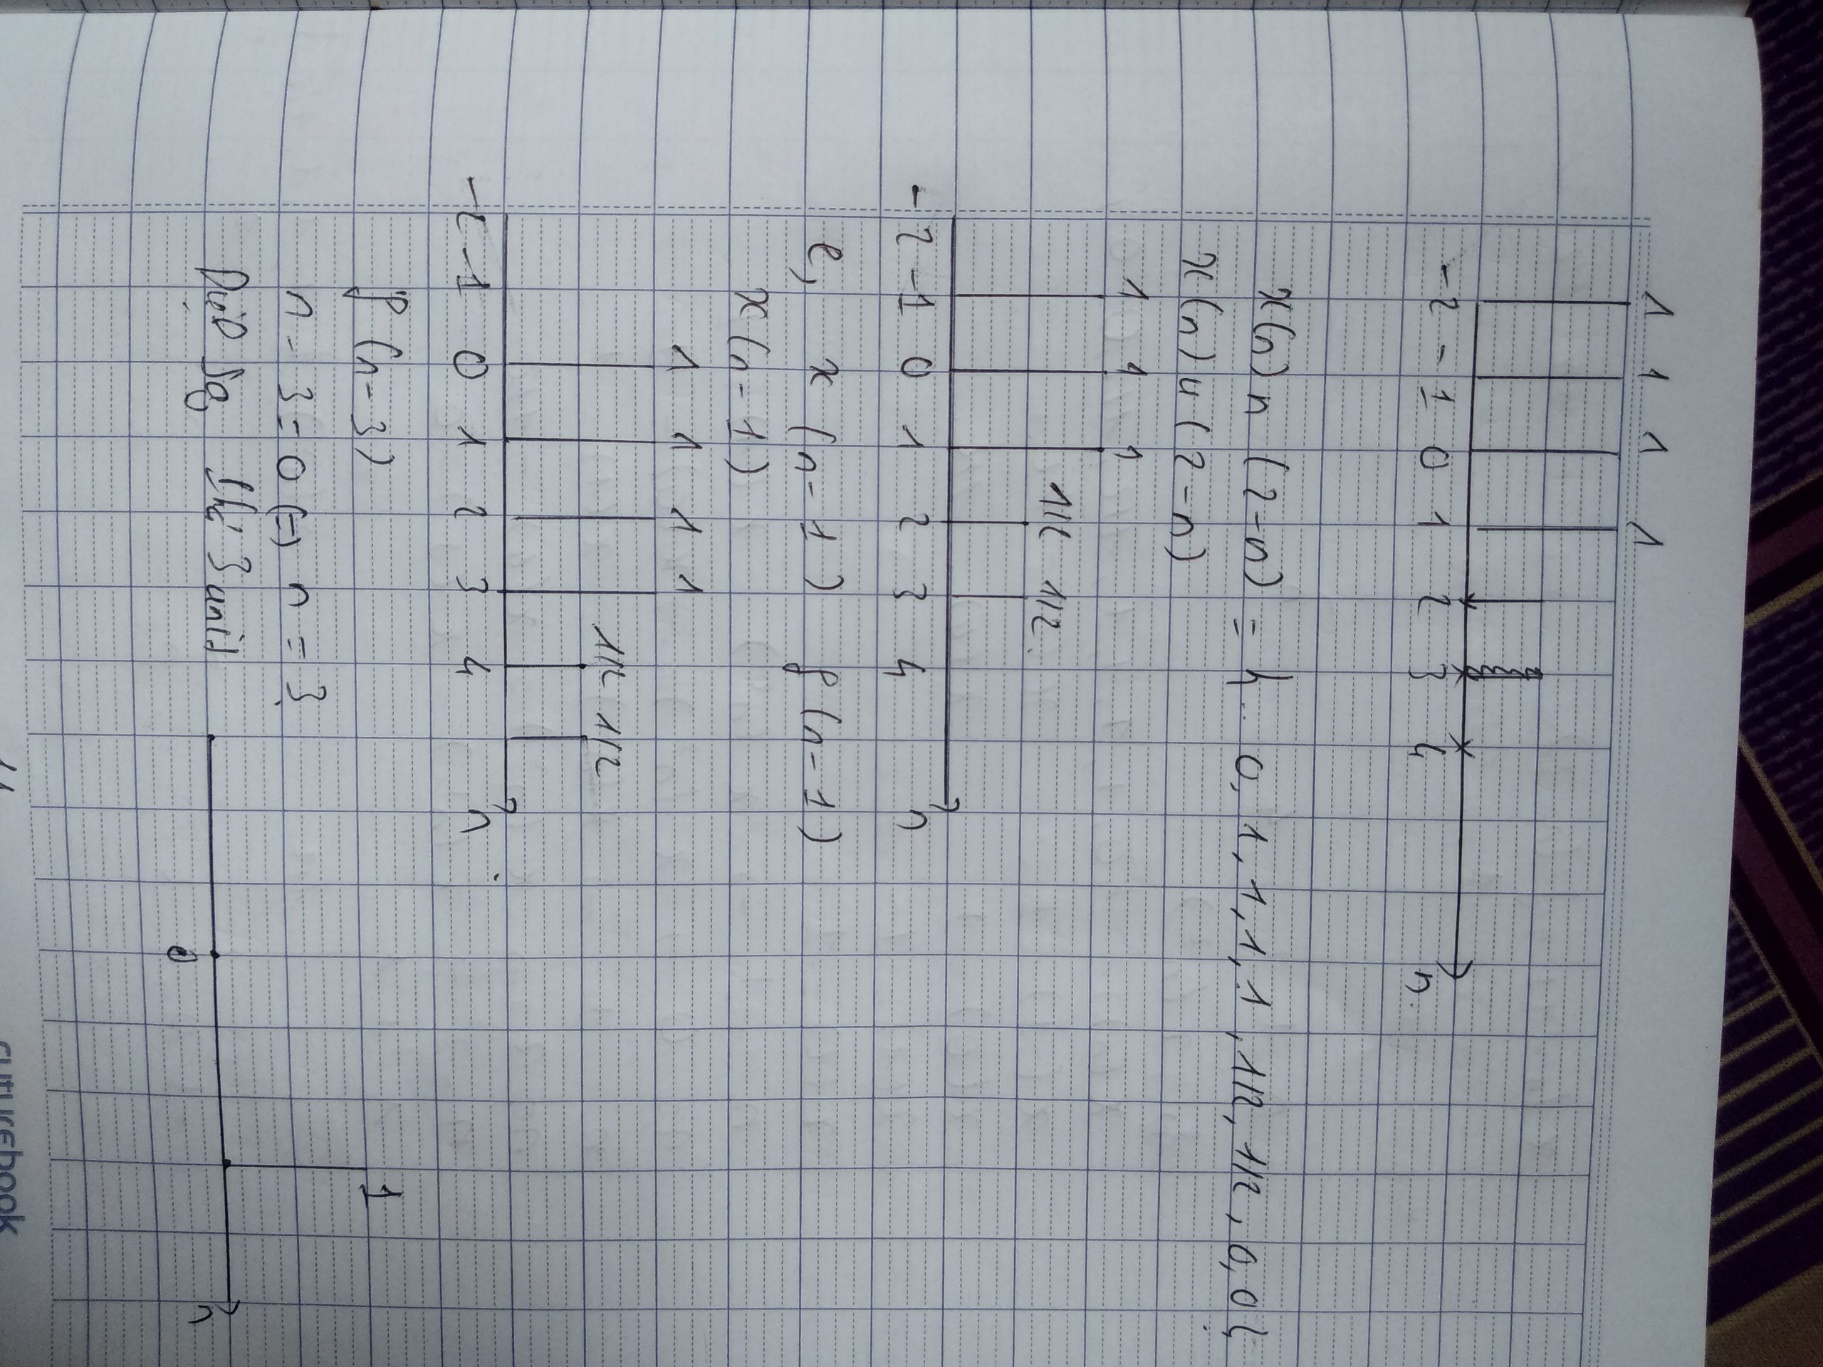 1 1 1 1
-2 -1 0 1 2 3 4 n
x(n) n (2-n) = { .. 0, 1, 1, 1, 1, 1/2, 1/2, 0, 0 }
x(n) u (2-n)
1 1 1 1/2 1/2
-2 -1 0 1 2 3 4 n
e, x (n-1) f(n-1)
x(n-1)
1 1 1 1 1/2 1/2
-2 -1 0 1 2 3 4 n
f (n-3)
n-3=0 (=) n=3
3 unit
1
0 n
FUTUREbook